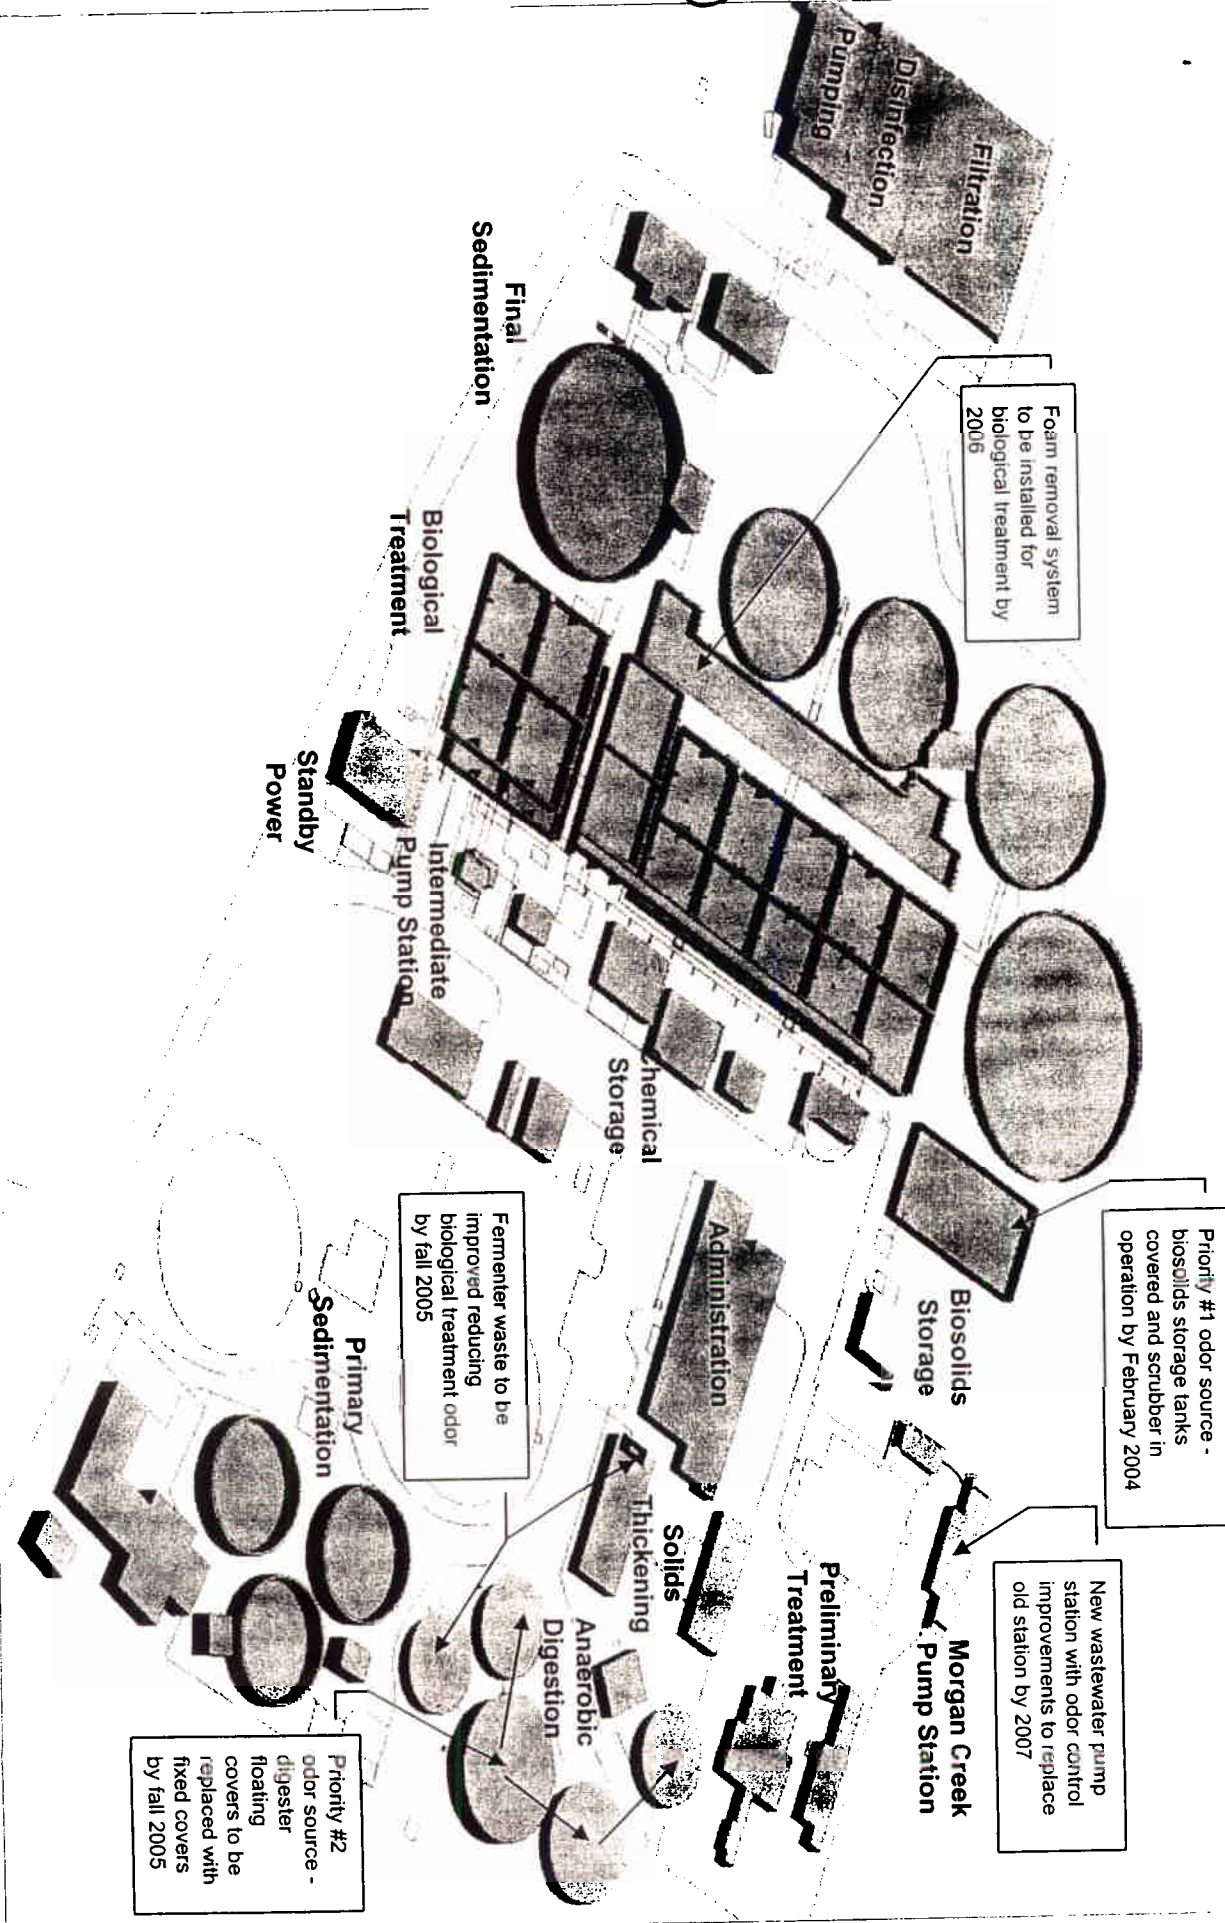 Filtration
Disinfection
Pumping
Foam removal system
to be installed for
biological treatment by
2006
Final
Sedimentation
Biological
Treatment
Standby
Power
Intermediate
Pump Station
Chemical
Storage
Priority #1 odor source -
biosolids storage tanks
covered and scrubber in
operation by February 2004
Biosolids
Storage
Administration
Fermenter waste to be
improved reducing
biological treatment odor
by fall 2005
Primary
Sedimentation
Solids
Thickening
Preliminary
Treatment
Morgan Creek
Pump Station
New wastewater pump
station with odor control
improvements to replace
old station by 2007
Anaerobic
Digestion
Priority #2
odor source -
digester
floating
covers to be
replaced with
fixed covers
by fall 2005